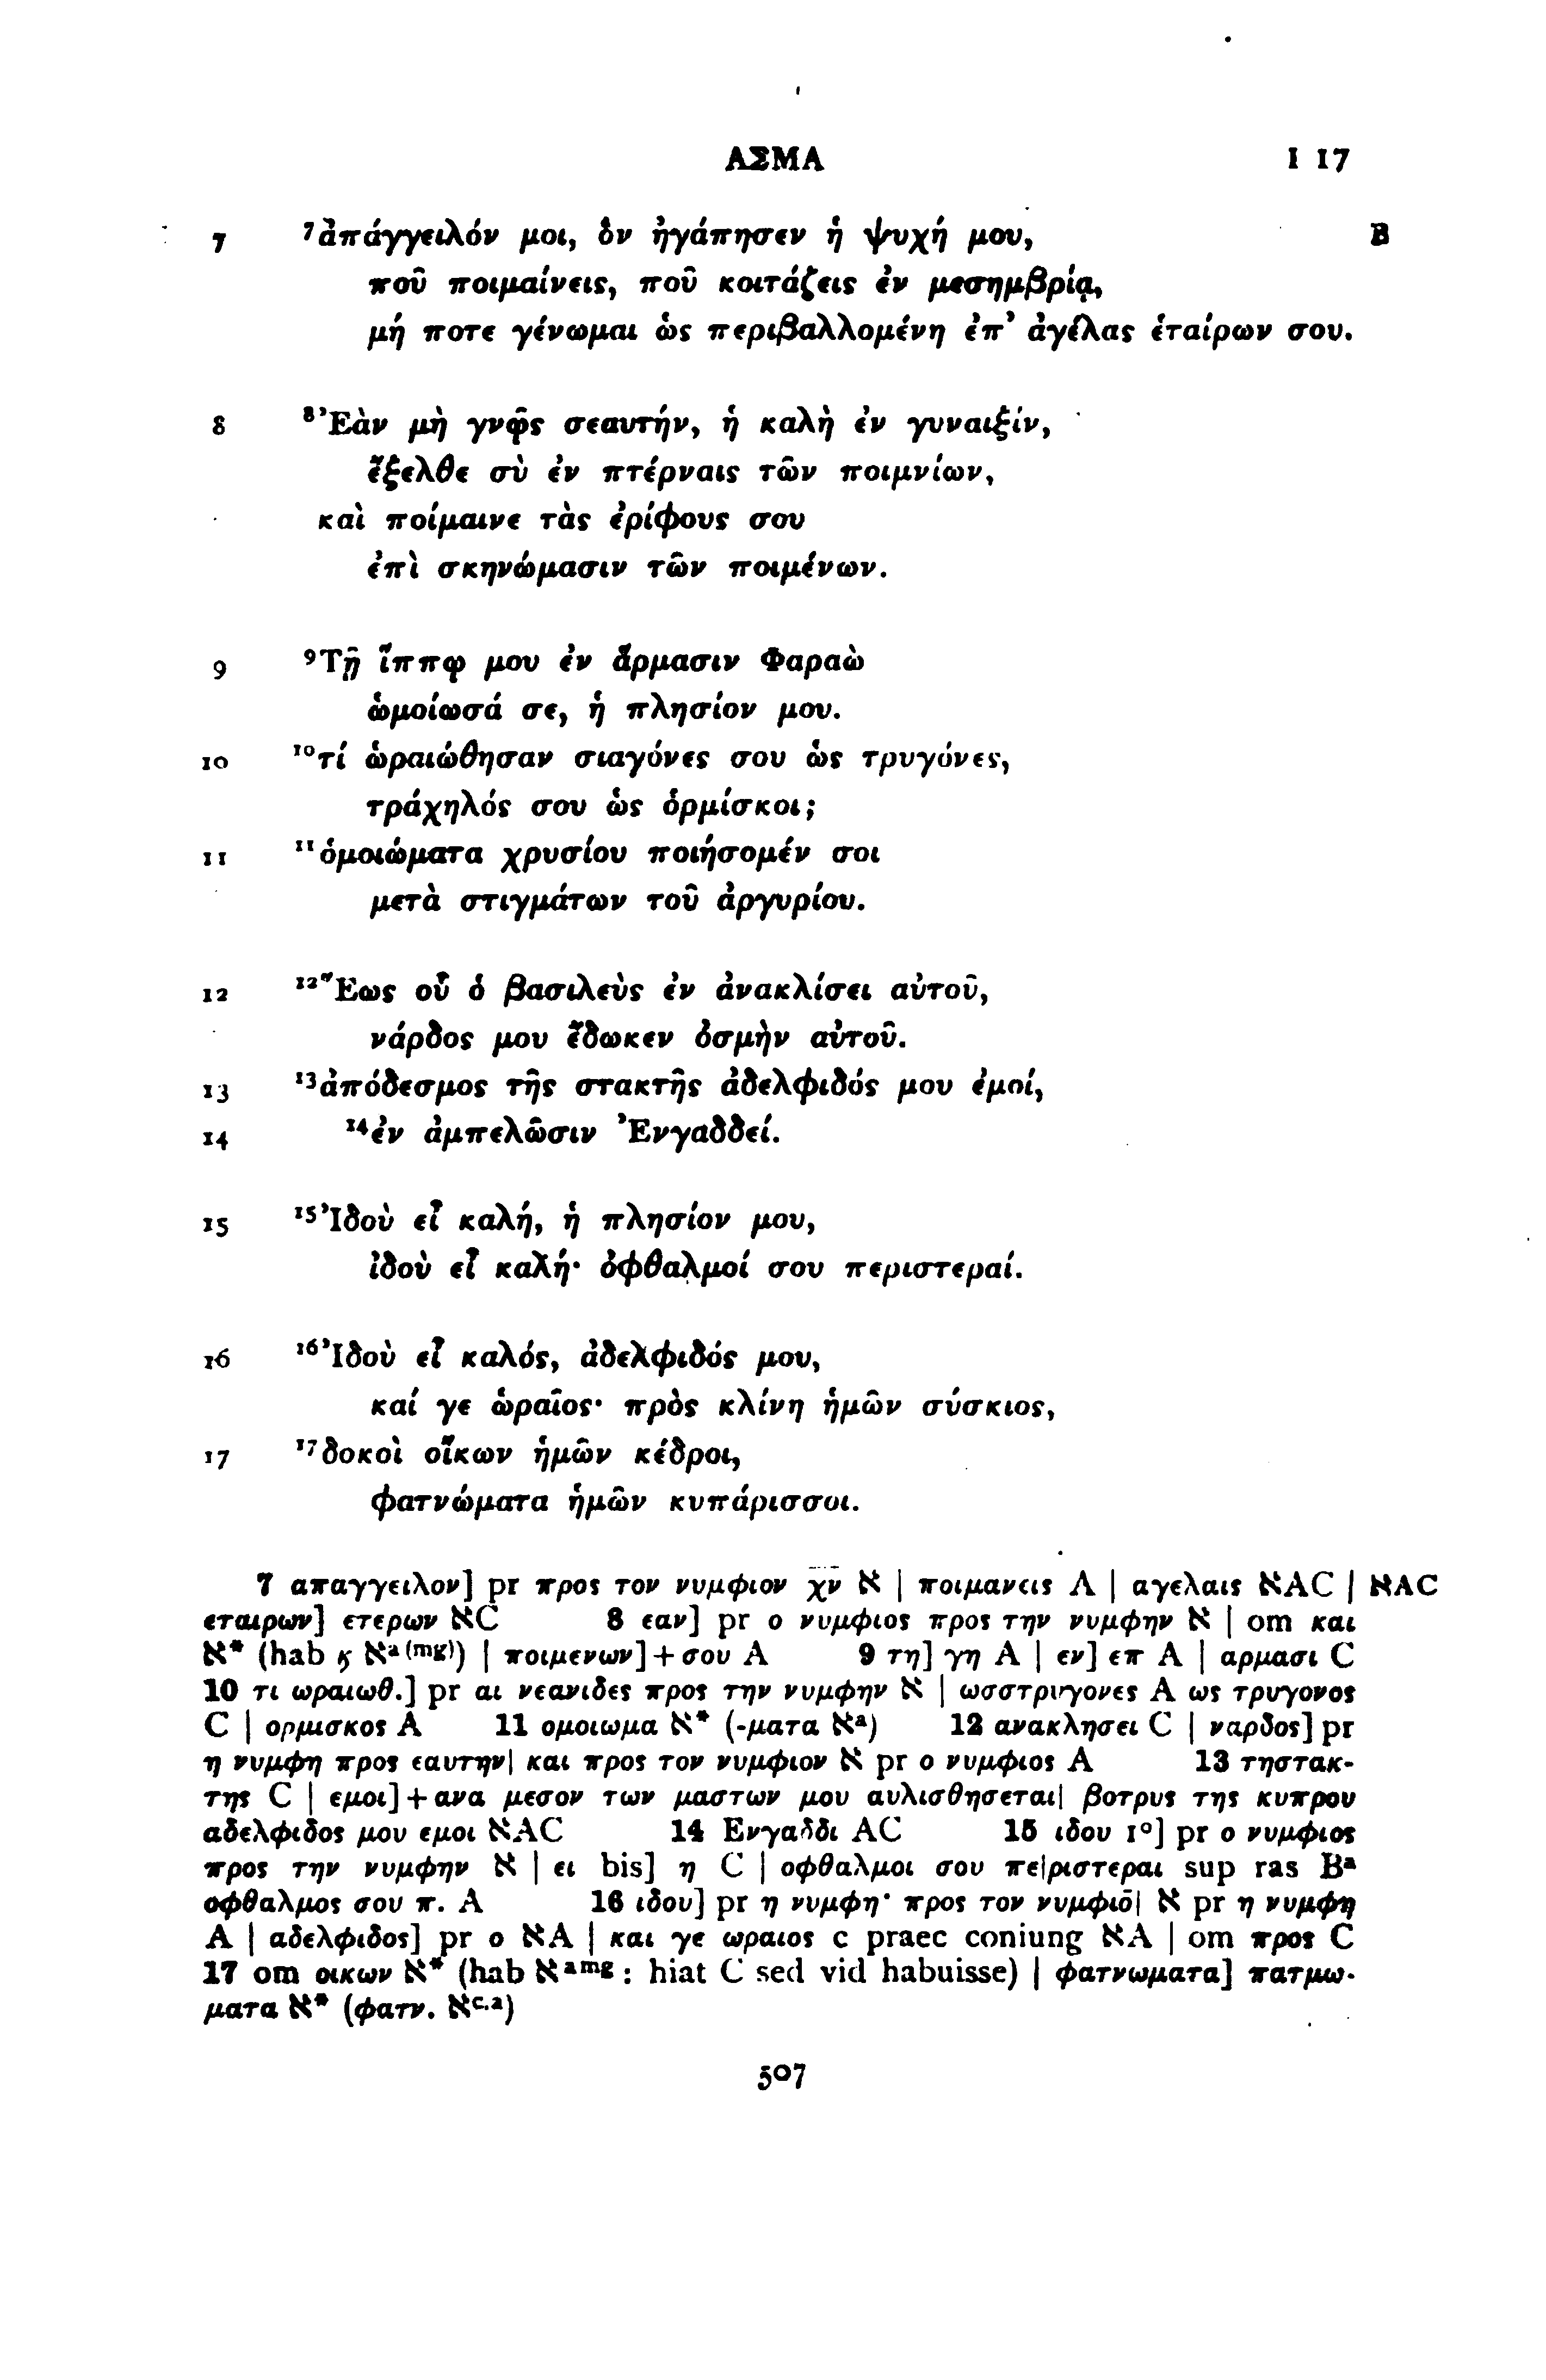 ΑΣΜΑ I 17
7 ⁷ἀπάγγειλόν μοι, ὃν ἠγάπησεν ἡ ψυχή μου, B
ποῦ ποιμαίνεις, ποῦ κοιτάζεις ἐν μεσημβρίᾳ,
μή ποτε γένωμαι ὡς περιβαλλομένη ἐπ’ ἀγέλας ἑταίρων σου.
8 ⁸Ἐὰν μὴ γνῷς σεαυτήν, ἡ καλὴ ἐν γυναιξίν,
ἔξελθε σὺ ἐν πτέρναις τῶν ποιμνίων,
καὶ ποίμαινε τὰς ἐρίφους σου
ἐπὶ σκηνώμασιν τῶν ποιμένων.
9 ⁹Τῇ ἵππῳ μου ἐν ἅρμασιν Φαραὼ
ὡμοίωσά σε, ἡ πλησίον μου.
10 ¹⁰τί ὡραιώθησαν σιαγόνες σου ὡς τρυγόνες,
τράχηλός σου ὡς ὁρμίσκοι;
11 ¹¹ὁμοιώματα χρυσίου ποιήσομέν σοι
μετὰ στιγμάτων τοῦ ἀργυρίου.
12 ¹²Ἕως οὗ ὁ βασιλεὺς ἐν ἀνακλίσει αὐτοῦ,
νάρδος μου ἔδωκεν ὀσμὴν αὐτοῦ.
13 ¹³ἀπόδεσμος τῆς στακτῆς ἀδελφιδός μου ἐμοί,
14 ¹⁴ἐν ἀμπελῶσιν Ἐνγαδδεί.
15 ¹⁵Ἰδοὺ εἶ καλή, ἡ πλησίον μου,
ἰδοὺ εἶ καλή· ὀφθαλμοί σου περιστεραί.
16 ¹⁶Ἰδοὺ εἶ καλός, ἀδελφιδός μου,
καί γε ὡραῖος· πρὸς κλίνη ἡμῶν σύσκιος,
17 ¹⁷δοκοὶ οἴκων ἡμῶν κέδροι,
φατνώματα ἡμῶν κυπάρισσοι.
7 απαγγειλον] pr προς τον νυμφιον χ̅ν̅ ℵ | ποιμανεις A | αγελαις ℵAC | ℵAC
εταιρων] ετερων ℵC 8 εαν] pr ο νυμφιος προς την νυμφην ℵ | om και
ℵ* (hab ϗ ℵᵃ⁽ᵐᵍ⁾) | ποιμενων] + σου A 9 τη] γη A | εν] επ A | αρμασι C
10 τι ωραιωθ.] pr αι νεανιδες προς την νυμφην ℵ | ωσστρυγονες A ως τρυγονος
C | ορμισκος A 11 ομοιωμα ℵ* (-ματα ℵᵃ) 12 ανακλησει C | ναρδος] pr
η νυμφη προς εαυτην| και προς τον νυμφιον ℵ pr ο νυμφιος A 13 τηστακ-
της C | εμοι] + ανα μεσον των μαστων μου αυλισθησεται| βοτρυς της κυπρου
αδελφιδος μου εμοι ℵAC 14 Ενγαδδι AC 15 ιδου 1°] pr ο νυμφιος
προς την νυμφην ℵ | ει bis] η C | οφθαλμοι σου πε|ριστεραι sup ras Bᵃ
οφθαλμος σου π. A 16 ιδου] pr η νυμφη· προς τον νυμφιο̅| ℵ pr η νυμφη
A | αδελφιδος] pr ο ℵA | και γε ωραιος c praec coniung ℵA | om προς C
17 om οικων ℵ* (hab ℵᵃᵐᵍ : hiat C sed vid habuisse) | φατνωματα] πατμω-
ματα ℵ* (φατν. ℵᶜ·ᵃ)
507